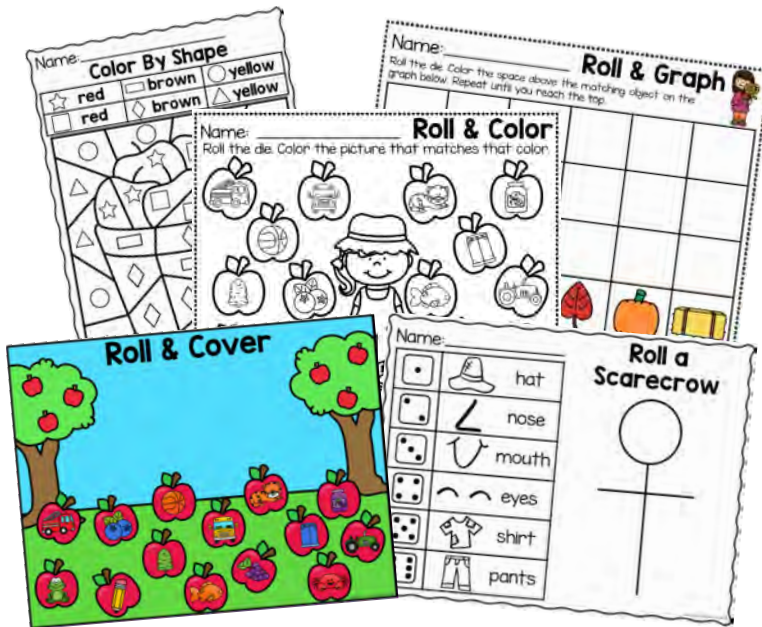 Name:
Color By Shape
red brown yellow
red brown yellow
Name:
Roll & Graph
Roll the die. Color the space above the matching object on the
graph below. Repeat until you reach the top.
Name:
Roll & Color
Roll the die. Color the picture that matches that color.
Roll & Cover
Name:
Roll a
Scarecrow
hat
nose
mouth
eyes
shirt
pants